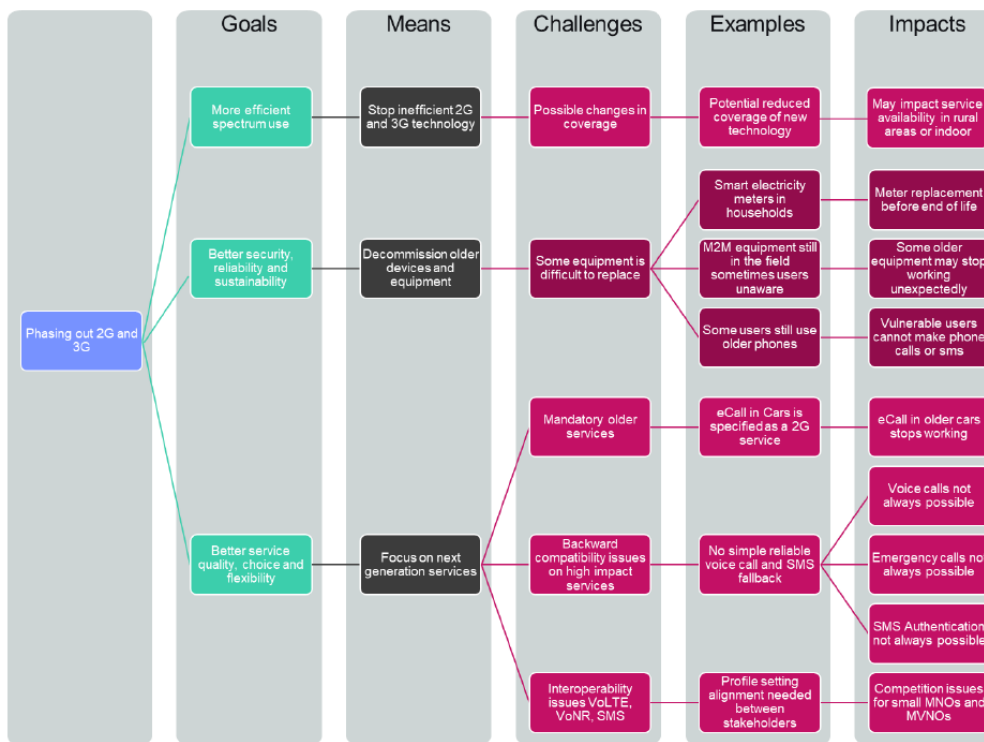 Goals
Means
Challenges
Examples
Impacts
More efficient
spectrum use
Stop inefficient 2G
and 3G technology
Possible changes in
coverage
Potential reduced
coverage of new
technology
May impact service
availability in rural
areas or indoor
Smart electricity
meters in
households
Meter replacement
before end of life
Better security,
reliability and
sustainability
Decommission older
devices and
equipment
Some equipment is
difficult to replace
M2M equipment still
in the field
sometimes users
unaware
Some older
equipment may stop
working
unexpectedly
Phasing out 2G and
3G
Some users still use
older phones
Vulnerable users
cannot make phone
calls or sms
Mandatory older
services
eCall in Cars is
specified as a 2G
service
eCall in older cars
stops working
Voice calls not
always possible
Better service
quality, choice and
flexibility
Focus on next
generation services
Backward
compatibility issues
on high impact
services
No simple reliable
voice call and SMS
fallback
Emergency calls not
always possible
SMS Authentication
not always possible
Interoperability
issues VoLTE,
VoNR, SMS
Profile setting
alignment needed
between
stakeholders
Competition issues
for small MNOs and
MVNOs